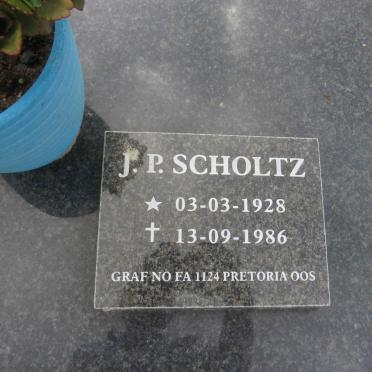 J. P. SCHOLTZ
★ 03-03-1928
✝ 13-09-1986
GRAF NO FA 1124 PRETORIA OOS